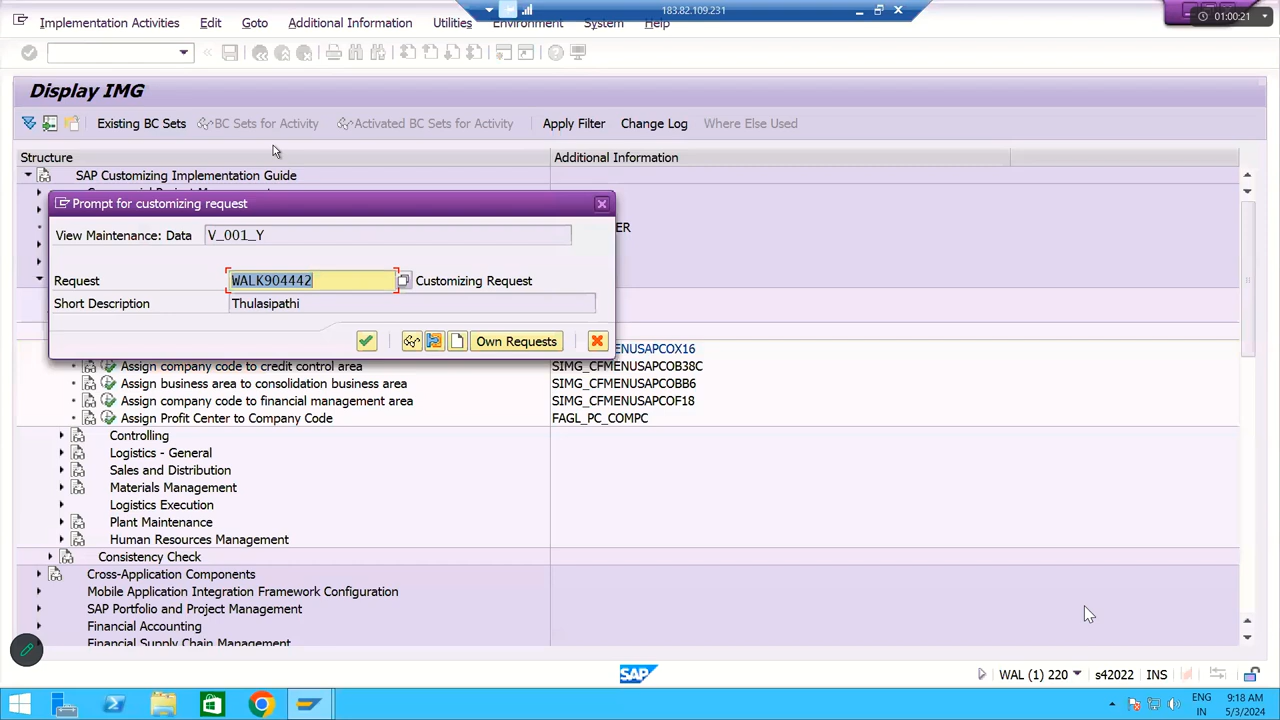 183.82.109.231
01:00:21
Implementation Activities Edit Goto Additional Information Utilities Environment System Help
Display IMG
Existing BC Sets BC Sets for Activity Activated BC Sets for Activity Apply Filter Change Log Where Else Used
Structure Additional Information
SAP Customizing Implementation Guide
Prompt for customizing request
View Maintenance: Data V_001_Y
Request WALK904442 Customizing Request
Short Description Thulasipathi
Own Requests
ER
MENUSAPCOX16
Assign company code to credit control area SIMG_CFMENUSAPCOB38C
Assign business area to consolidation business area SIMG_CFMENUSAPCOBB6
Assign company code to financial management area SIMG_CFMENUSAPCOF18
Assign Profit Center to Company Code FAGL_PC_COMPC
Controlling
Logistics - General
Sales and Distribution
Materials Management
Logistics Execution
Plant Maintenance
Human Resources Management
Consistency Check
Cross-Application Components
Mobile Application Integration Framework Configuration
SAP Portfolio and Project Management
Financial Accounting
Financial Supply Chain Management
SAP WAL (1) 220 s42022 INS
ENG 9:18 AM
IN 5/3/2024